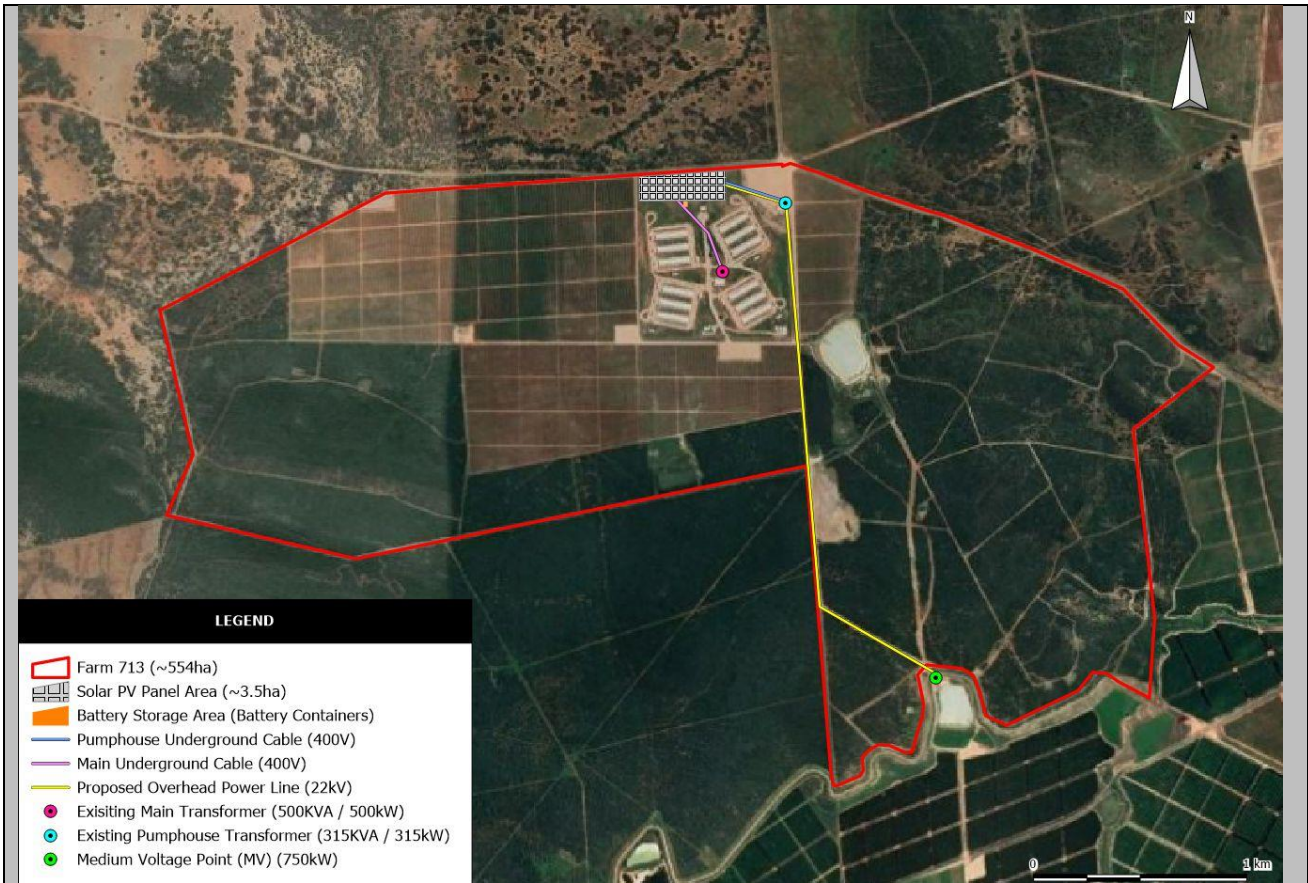 N
LEGEND
Farm 713 (~554ha)
Solar PV Panel Area (~3.5ha)
Battery Storage Area (Battery Containers)
Pumphouse Underground Cable (400V)
Main Underground Cable (400V)
Proposed Overhead Power Line (22kV)
Exisiting Main Transformer (500KVA / 500kW)
Existing Pumphouse Transformer (315KVA / 315kW)
Medium Voltage Point (MV) (750kW)
0 1 km